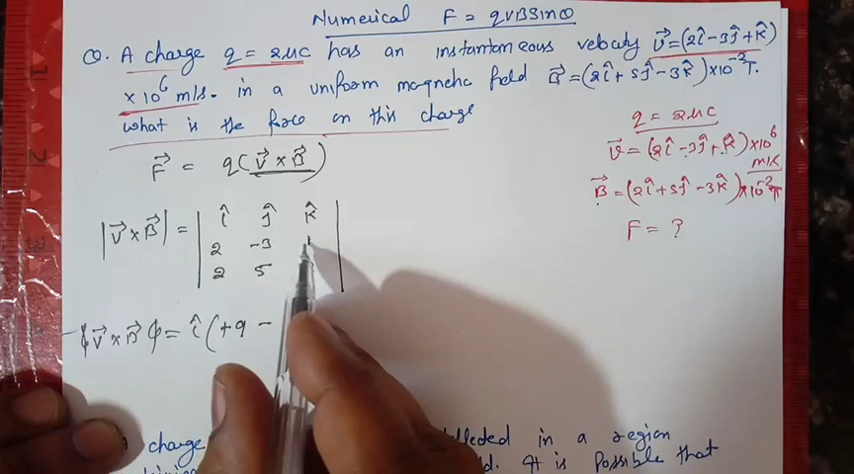 Numerical F = qVBSinθ
Q. A charge q = 2μc has an instantaneous velocity V⃗ = (2î - 3ĵ + k̂)
× 10⁶ m/s. in a uniform magnetic field B⃗ = (2î + 5ĵ - 3k̂) × 10⁻² T.
what is the force on this charge
q = 2μc
V⃗ = (2î - 3ĵ + k̂) × 10⁶ m/s
B⃗ = (2î + 5ĵ - 3k̂) × 10⁻² T
F = ?
F⃗ = q(V⃗ × B⃗)
|V⃗ × B⃗| = | î ĵ k̂ |
2 -3 1
2 5
V⃗ × B⃗ = î(+9 -
charge in a region
It is possible that